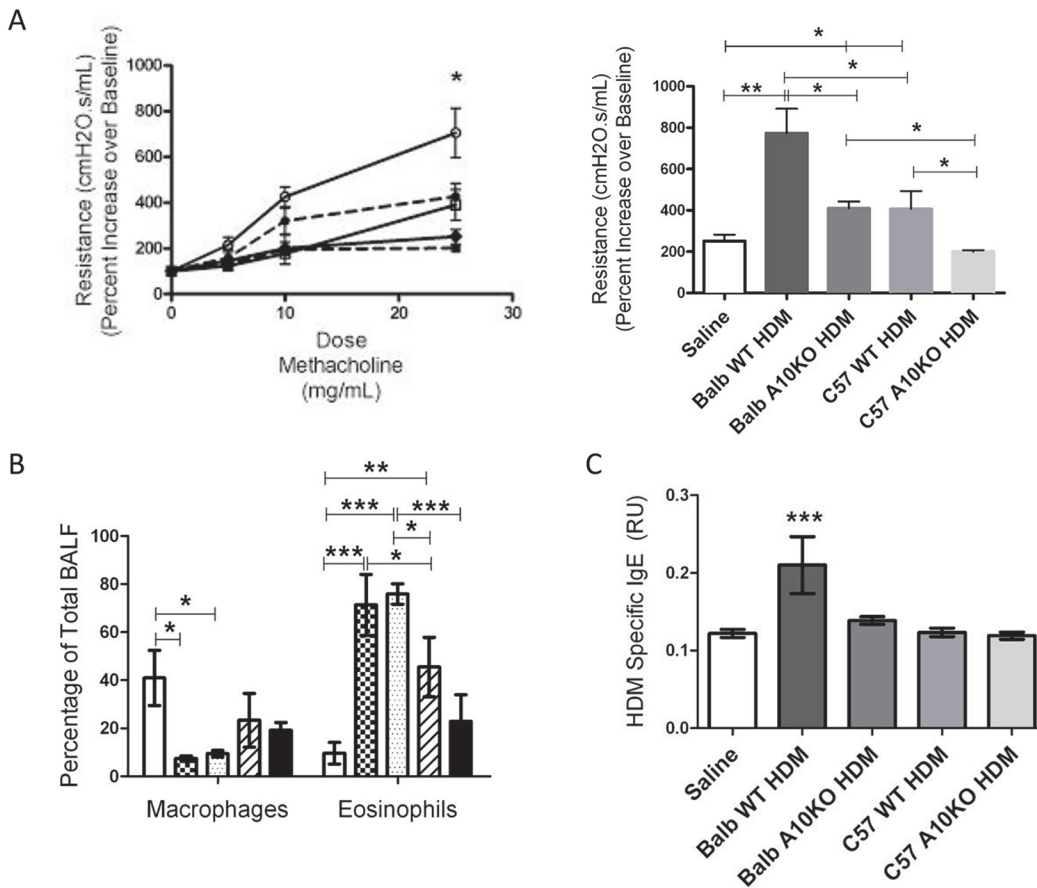 A
Resistance (cmH2O.s/mL)
(Percent Increase over Baseline)
1000
800
600
400
200
0
*
0
10
20
30
Dose
Methacholine
(mg/mL)
Resistance (cmH2O.s/mL)
(Percent Increase over Baseline)
1000
800
600
400
200
0
*
*
**
*
*
*
Saline
Balb WT HDM
Balb A10KO HDM
C57 WT HDM
C57 A10KO HDM
B
Percentage of Total BALF
100
80
60
40
20
0
*
*
**
***
***
*
***
*
Macrophages
Eosinophils
C
HDM Specific IgE (RU)
0.3
0.2
0.1
0.0
***
Saline
Balb WT HDM
Balb A10KO HDM
C57 WT HDM
C57 A10KO HDM